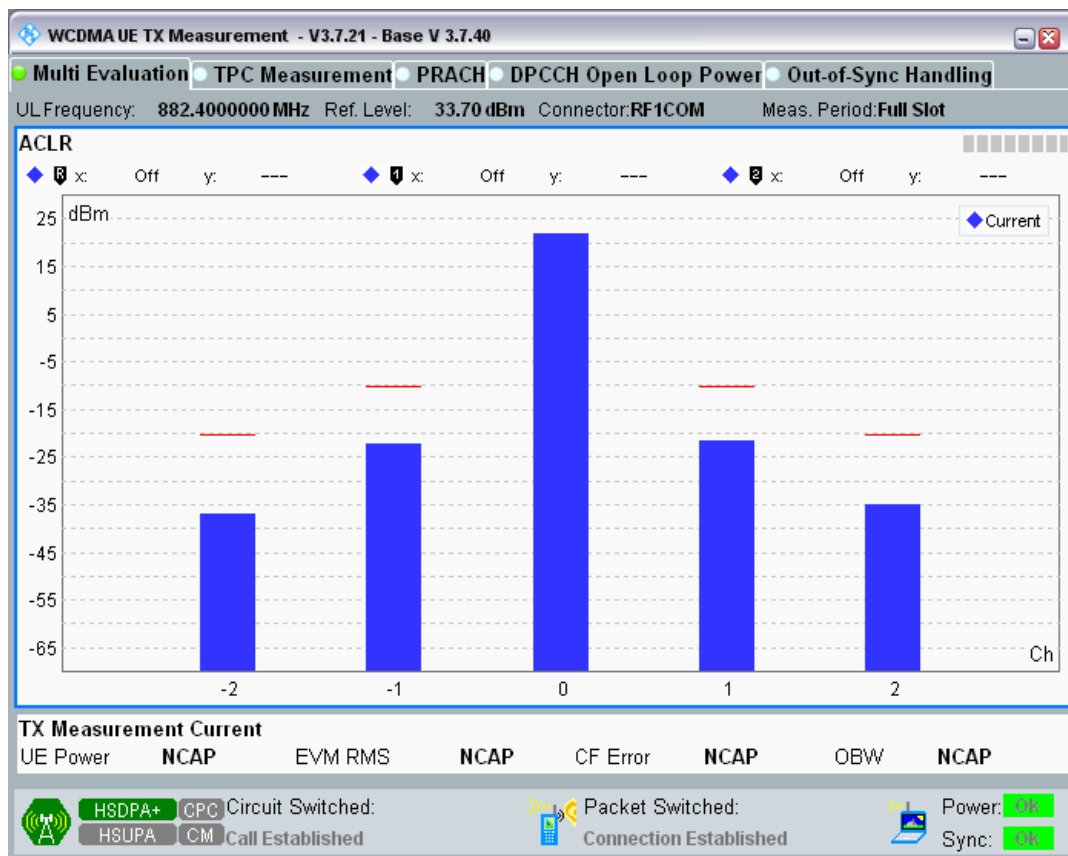 WCDMA UE TX Measurement - V3.7.21 - Base V 3.7.40
Multi Evaluation TPC Measurement PRACH DPCCH Open Loop Power Out-of-Sync Handling
UL Frequency: 882.4000000 MHz Ref. Level: 33.70 dBm Connector:RF1COM Meas. Period:Full Slot
ACLR
R x: Off y: --- 1 x: Off y: --- 2 x: Off y: ---
dBm
Current
25
15
5
-5
-15
-25
-35
-45
-55
-65
Ch
-2 -1 0 1 2
TX Measurement Current
UE Power NCAP EVM RMS NCAP CF Error NCAP OBW NCAP
HSDPA+ CPC Circuit Switched: Packet Switched: Power: OK
HSUPA CM Call Established Connection Established Sync: OK